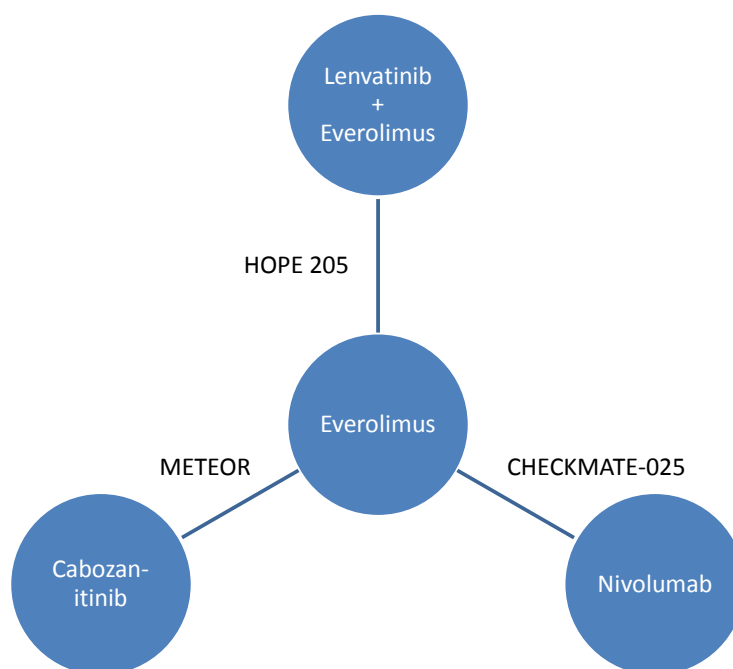 Lenvatinib
+
Everolimus
HOPE 205
Everolimus
METEOR
CHECKMATE-025
Cabozan-
itinib
Nivolumab